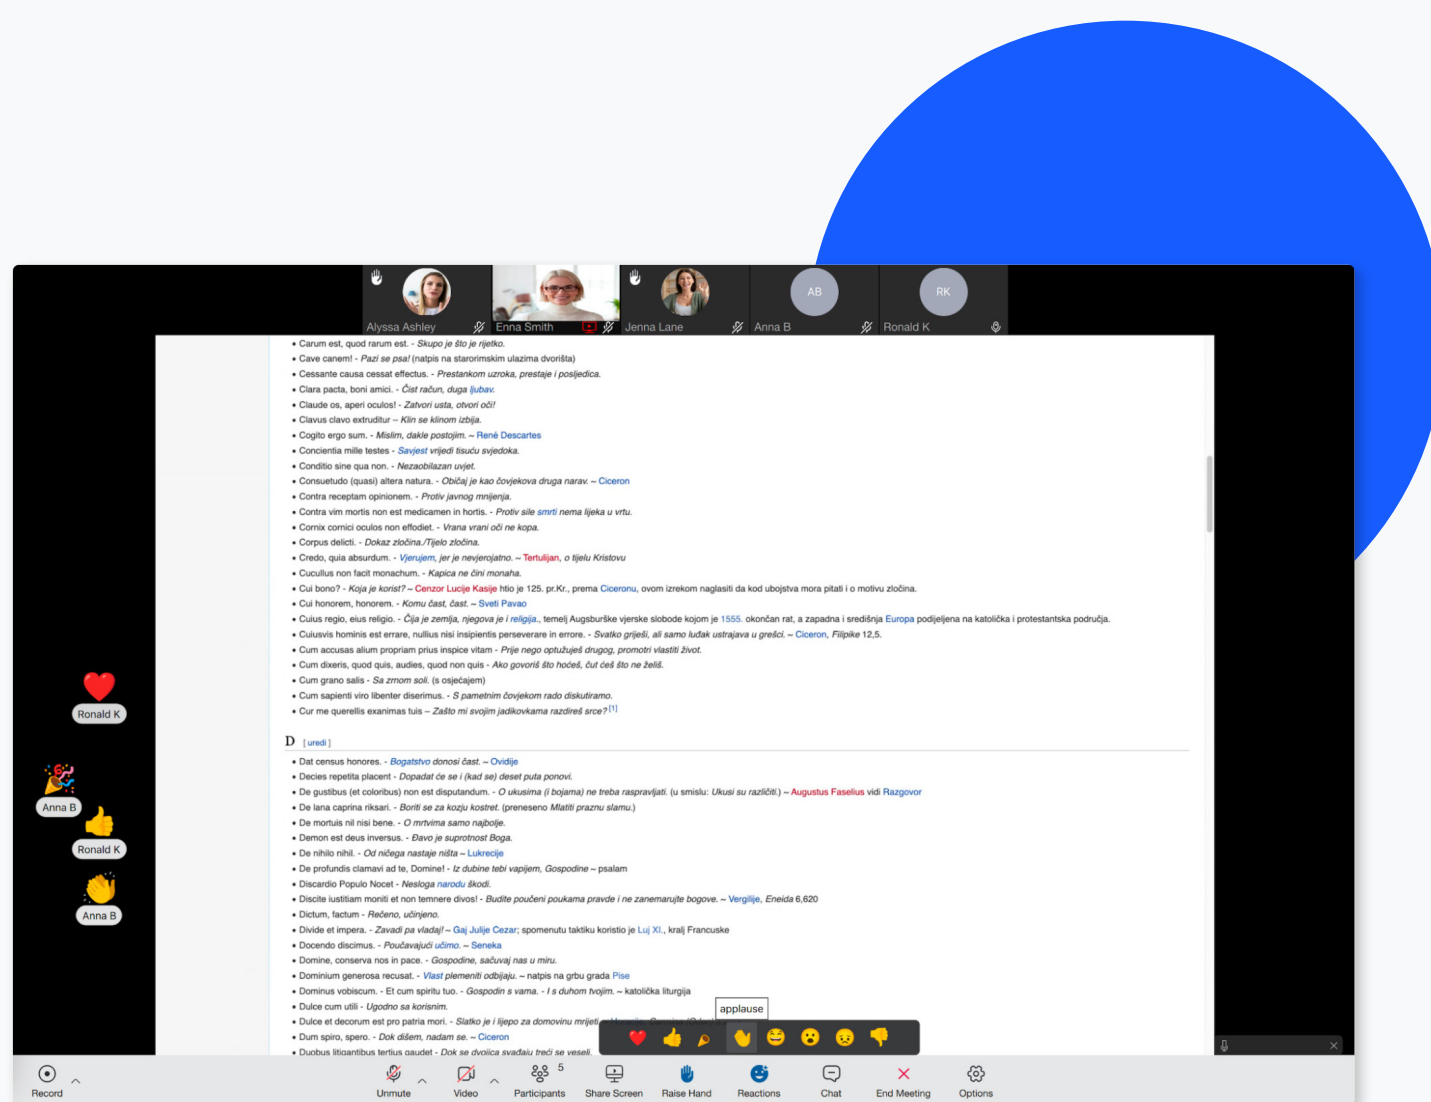 Alyssa Ashley
Enna Smith
Jenna Lane
AB
Anna B
RK
Ronald K
• Carum est, quod rarum est. - Skupo je što je rijetko.
• Cave canem! - Pazi se psa! (natpis na starorimskim ulazima dvorišta)
• Cessante causa cessat effectus. - Prestankom uzroka, prestaje i posljedica.
• Clara pacta, boni amici. - Čist račun, duga ljubav.
• Claude os, aperi oculos! - Zatvori usta, otvori oči!
• Clavus clavo extruditur – Klin se klinom izbija.
• Cogito ergo sum. - Mislim, dakle postojim. ~ René Descartes
• Concientia mille testes - Savjest vrijedi tisuću svjedoka.
• Conditio sine qua non. - Nezaobilazan uvjet.
• Consuetudo (quasi) altera natura. - Običaj je kao čovjekova druga narav. ~ Ciceron
• Contra receptam opinionem. - Protiv javnog mnijenja.
• Contra vim mortis non est medicamen in hortis. - Protiv sile smrti nema lijeka u vrtu.
• Cornix cornici oculos non effodiet. - Vrana vrani oči ne kopa.
• Corpus delicti. - Dokaz zločina./Tijelo zločina.
• Credo, quia absurdum. - Vjerujem, jer je nevjerojatno. ~ Tertulijan, o tijelu Kristovu
• Cucullus non facit monachum. - Kapica ne čini monaha.
• Cui bono? - Koja je korist? ~ Cenzor Lucije Kasije htio je 125. pr.Kr., prema Ciceronu, ovom izrekom naglasiti da kod ubojstva mora pitati i o motivu zločina.
• Cui honorem, honorem. - Komu čast, čast. ~ Sveti Pavao
• Cuius regio, eius religio. - Čija je zemlja, njegova je i religija., temelj Augsburške vjerske slobode kojom je 1555. okončan rat, a zapadna i središnja Europa podijeljena na katolička i protestantska područja.
• Cuiusvis hominis est errare, nullius nisi insipientis perseverare in errore. - Svatko griješi, ali samo luđak ustrajava u grešci. ~ Ciceron, Filipike 12,5.
• Cum accusas alium propriam prius inspice vitam - Prije nego optužuješ drugog, promotri vlastiti život.
• Cum dixeris, quod quis, audies, quod non quis - Ako govoriš što hoćeš, čut ćeš što ne želiš.
• Cum grano salis - Sa zrnom soli. (s osjećajem)
• Cum sapienti viro libenter diserimus. - S pametnim čovjekom rado diskutiramo.
• Cur me querellis exanimas tuis – Zašto mi svojim jadikovkama razdireš srce? [1]
D [ uredi ]
• Dat census honores. - Bogatstvo donosi čast. ~ Ovidije
• Decies repetita placent - Dopadat će se i (kad se) deset puta ponovi.
• De gustibus (et coloribus) non est disputandum. - O ukusima (i bojama) ne treba raspravljati. (u smislu: Ukusi su različiti.) ~ Augustus Faselius vidi Razgovor
• De lana caprina riksari. - Boriti se za kozju kostret. (preneseno Mlatiti praznu slamu.)
• De mortuis nil nisi bene. - O mrtvima samo najbolje.
• Demon est deus inversus. - Đavo je suprotnost Boga.
• De nihilo nihil. - Od ničega nastaje ništa ~ Lukrecije
• De profundis clamavi ad te, Domine! - Iz dubine tebi vapijem, Gospodine ~ psalam
• Discardio Populo Nocet - Nesloga narodu škodi.
• Discite iustitiam moniti et non temnere divos! - Budite poučeni poukama pravde i ne zanemarujte bogove. ~ Vergilije, Eneida 6,620
• Dictum, factum - Rečeno, učinjeno.
• Divide et impera. - Zavadi pa vladaj! ~ Gaj Julije Cezar; spomenutu taktiku koristio je Luj XI., kralj Francuske
• Docendo discimus. - Poučavajući učimo. ~ Seneka
• Domine, conserva nos in pace. - Gospodine, sačuvaj nas u miru.
• Dominium generosa recusat. - Vlast plemeniti odbijaju. ~ natpis na grbu grada Pise
• Dominus vobiscum. - Et cum spiritu tuo. - Gospodin s vama. - I s duhom tvojim. ~ katolička liturgija
• Dulce cum utili - Ugodno sa korisnim.
• Dulce et decorum est pro patria mori. - Slatko je i lijepo za domovinu mrijeti.
• Dum spiro, spero. - Dok dišem, nadam se. ~ Ciceron
• Duobus litigantibus tertius gaudet - Dok se dvojica svađaju treći se veseli.
Ronald K
Anna B
Ronald K
Anna B
applause
Record
Unmute
Video
5
Participants
Share Screen
Raise Hand
Reactions
Chat
End Meeting
Options